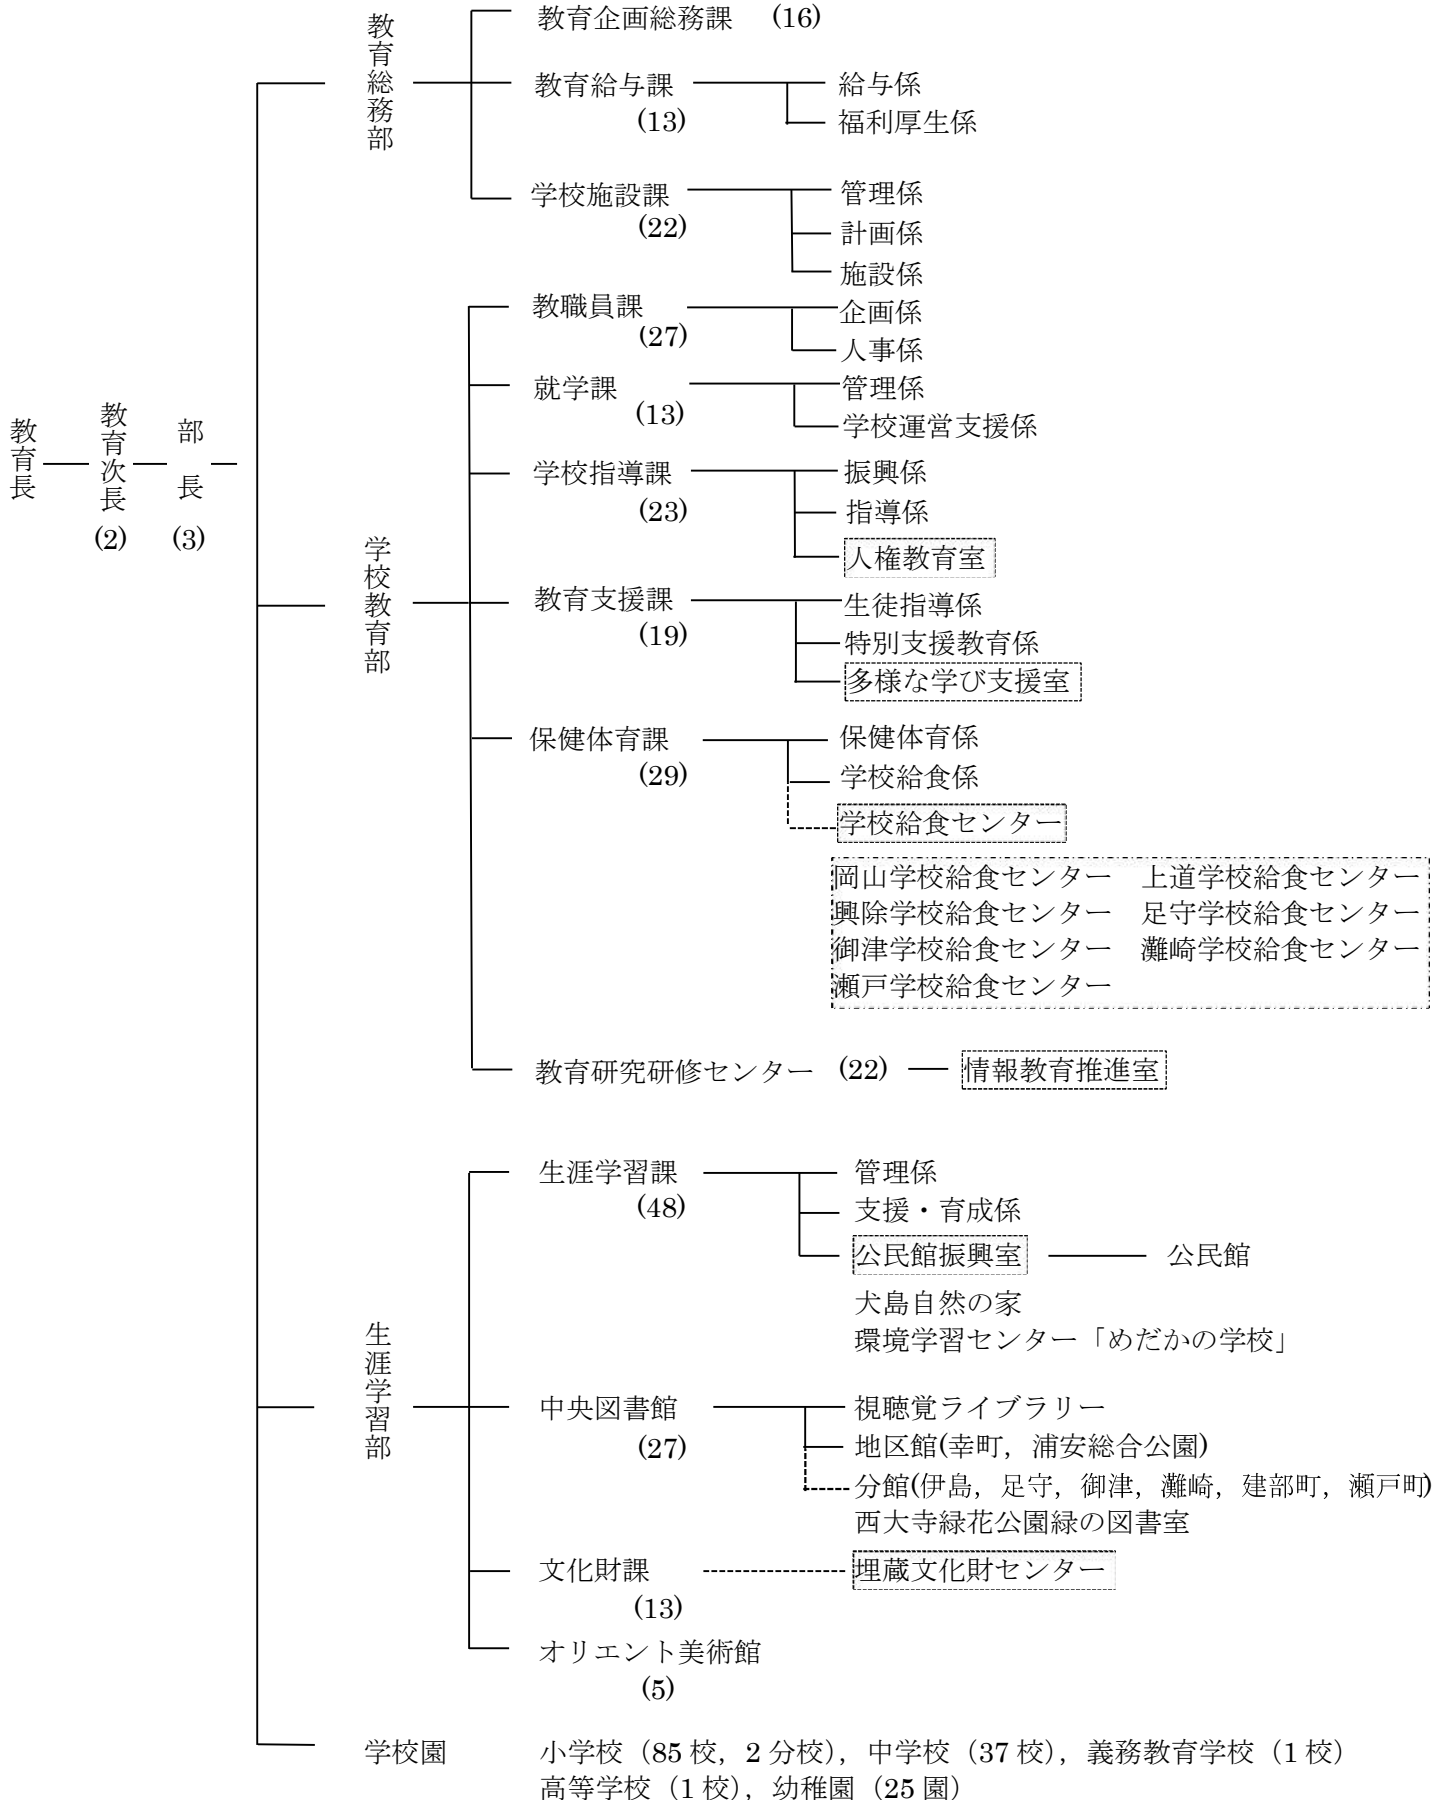 教育長
教育次長
(2)
部長
(3)
教育総務部
教育企画総務課 (16)
教育給与課
(13)
給与係
福利厚生係
学校施設課
(22)
管理係
計画係
施設係
学校教育部
教職員課
(27)
企画係
人事係
就学課
(13)
管理係
学校運営支援係
学校指導課
(23)
振興係
指導係
人権教育室
教育支援課
(19)
生徒指導係
特別支援教育係
多様な学び支援室
保健体育課
(29)
保健体育係
学校給食係
学校給食センター
岡山学校給食センター 上道学校給食センター
興除学校給食センター 足守学校給食センター
御津学校給食センター 灘崎学校給食センター
瀬戸学校給食センター
教育研究研修センター (22)
情報教育推進室
生涯学習部
生涯学習課
(48)
管理係
支援・育成係
公民館振興室
公民館
犬島自然の家
環境学習センター「めだかの学校」
中央図書館
(27)
視聴覚ライブラリー
地区館(幸町，浦安総合公園)
分館(伊島，足守，御津，灘崎，建部町，瀬戸町)
西大寺緑花公園緑の図書室
文化財課
(13)
埋蔵文化財センター
オリエント美術館
(5)
学校園
小学校（85 校，2 分校），中学校（37 校），義務教育学校（1 校）
高等学校（1 校），幼稚園（25 園）